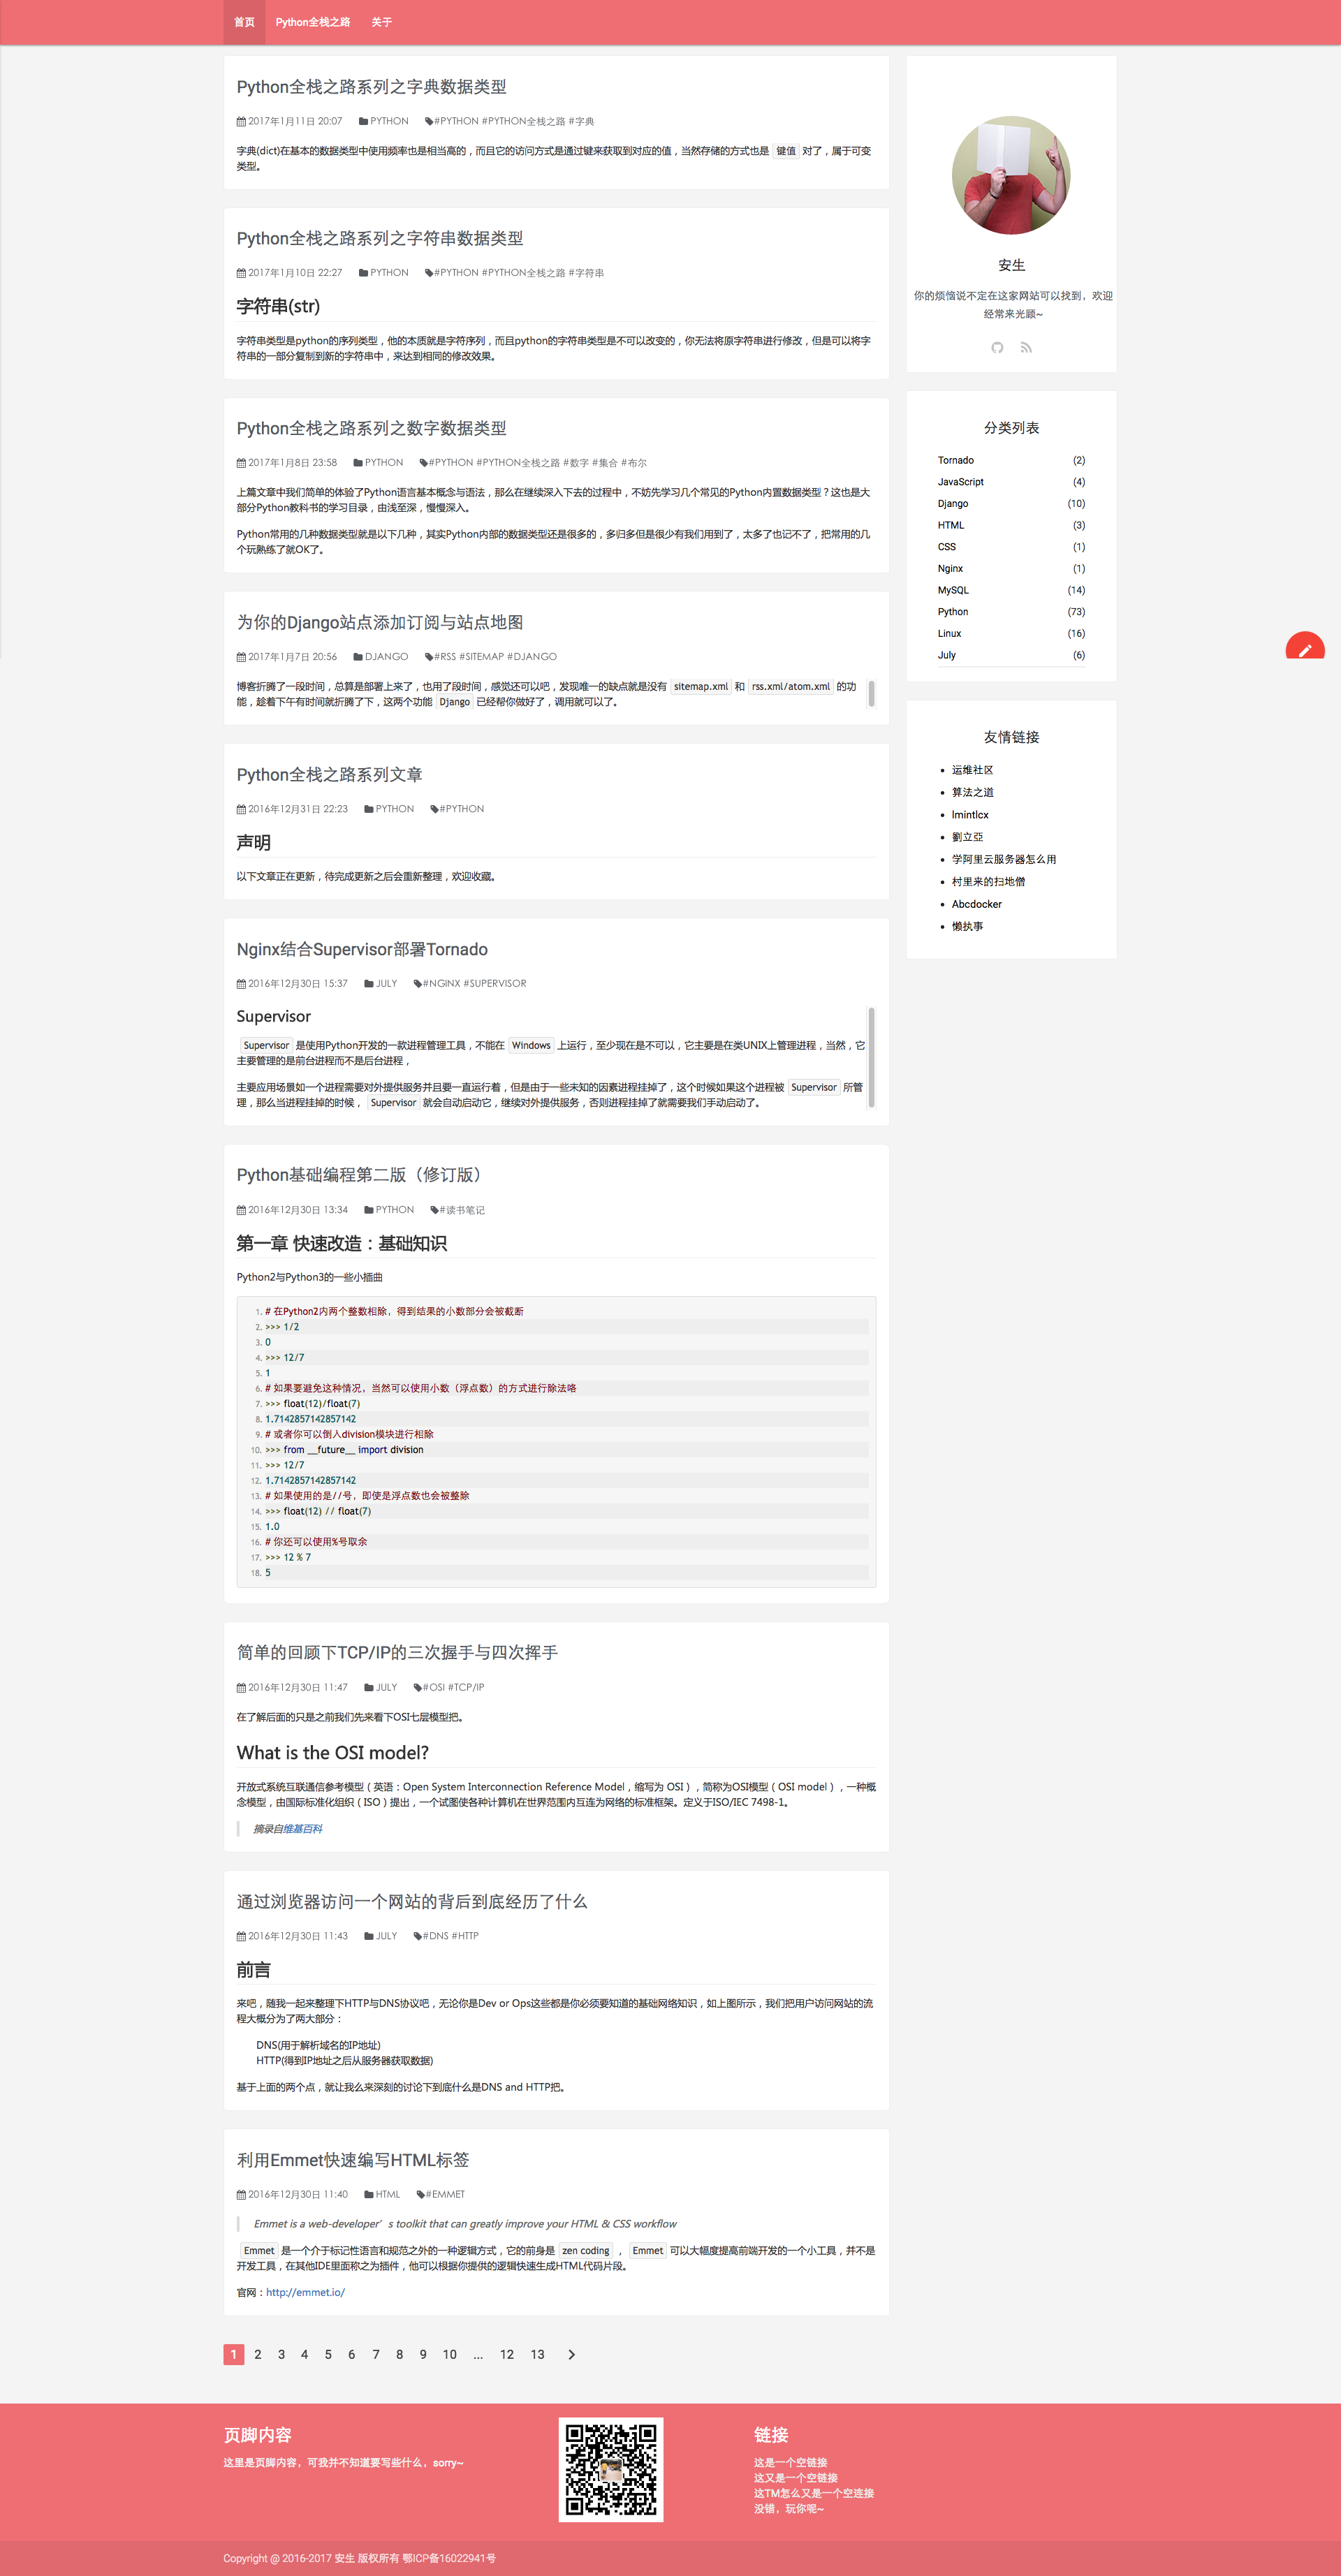 首页 Python全栈之路 关于
Python全栈之路系列之字典数据类型
2017年1月11日 20:07 PYTHON #PYTHON #PYTHON全栈之路 #字典
字典(dict)在基本的数据类型中使用频率也是相当高的，而且它的访问方式是通过键来获取到对应的值，当然存储的方式也是 键值 对了，属于可变
类型。
Python全栈之路系列之字符串数据类型
2017年1月10日 22:27 PYTHON #PYTHON #PYTHON全栈之路 #字符串
字符串(str)
字符串类型是python的序列类型，他的本质就是字符序列，而且python的字符串类型是不可以改变的，你无法将原字符串进行修改，但是可以将字
符串的一部分复制到新的字符串中，来达到相同的修改效果。
Python全栈之路系列之数字数据类型
2017年1月8日 23:58 PYTHON #PYTHON #PYTHON全栈之路 #数字 #集合 #布尔
上篇文章中我们简单的体验了Python语言基本概念与语法，那么在继续深入下去的过程中，不妨先学习几个常见的Python内置数据类型？这也是大
部分Python教科书的学习目录，由浅至深，慢慢深入。
Python常用的几种数据类型就是以下几种，其实Python内部的数据类型还是很多的，多归多但是很少有我们用到了，太多了也记不了，把常用的几
个玩熟练了就OK了。
为你的Django站点添加订阅与站点地图
2017年1月7日 20:56 DJANGO #RSS #SITEMAP #DJANGO
博客折腾了一段时间，总算是部署上来了，也用了段时间，感觉还可以吧，发现唯一的缺点就是没有 sitemap.xml 和 rss.xml/atom.xml 的功
能，趁着下午有时间就折腾了下，这两个功能 Django 已经帮你做好了，调用就可以了。
Python全栈之路系列文章
2016年12月31日 22:23 PYTHON #PYTHON
声明
以下文章正在更新，待完成更新之后会重新整理，欢迎收藏。
Nginx结合Supervisor部署Tornado
2016年12月30日 15:37 JULY #NGINX #SUPERVISOR
Supervisor
Supervisor 是使用Python开发的一款进程管理工具，不能在 Windows 上运行，至少现在是不可以，它主要是在类UNIX上管理进程，当然，它
主要管理的是前台进程而不是后台进程，
主要应用场景如一个进程需要对外提供服务并且要一直运行着，但是由于一些未知的因素进程挂掉了，这个时候如果这个进程被 Supervisor 所管
理，那么当进程挂掉的时候， Supervisor 就会自动启动它，继续对外提供服务，否则进程挂掉了就需要我们手动启动了。
Python基础编程第二版（修订版）
2016年12月30日 13:34 PYTHON #读书笔记
第一章 快速改造：基础知识
Python2与Python3的一些小插曲
1. # 在Python2内两个整数相除，得到结果的小数部分会被截断
2. >>> 1/2
3. 0
4. >>> 12/7
5. 1
6. # 如果要避免这种情况，当然可以使用小数（浮点数）的方式进行除法咯
7. >>> float(12)/float(7)
8. 1.7142857142857142
9. # 或者你可以倒入division模块进行相除
10. >>> from __future__ import division
11. >>> 12/7
12. 1.7142857142857142
13. # 如果使用的是//号，即使是浮点数也会被整除
14. >>> float(12) // float(7)
15. 1.0
16. # 你还可以使用%号取余
17. >>> 12 % 7
18. 5
简单的回顾下TCP/IP的三次握手与四次挥手
2016年12月30日 11:47 JULY #OSI #TCP/IP
在了解后面的只是之前我们先来看下OSI七层模型把。
What is the OSI model?
开放式系统互联通信参考模型（英语：Open System Interconnection Reference Model，缩写为 OSI），简称为OSI模型（OSI model），一种概
念模型，由国际标准化组织（ISO）提出，一个试图使各种计算机在世界范围内互连为网络的标准框架。定义于ISO/IEC 7498-1。
摘录自维基百科
通过浏览器访问一个网站的背后到底经历了什么
2016年12月30日 11:43 JULY #DNS #HTTP
前言
来吧，随我一起来整理下HTTP与DNS协议吧，无论你是Dev or Ops这些都是你必须要知道的基础网络知识，如上图所示，我们把用户访问网站的流
程大概分为了两大部分：
DNS(用于解析域名的IP地址)
HTTP(得到IP地址之后从服务器获取数据)
基于上面的两个点，就让我么来深刻的讨论下到底什么是DNS and HTTP把。
利用Emmet快速编写HTML标签
2016年12月30日 11:40 HTML #EMMET
Emmet is a web-developer’s toolkit that can greatly improve your HTML & CSS workflow
Emmet 是一个介于标记性语言和规范之外的一种逻辑方式，它的前身是 zen coding ， Emmet 可以大幅度提高前端开发的一个小工具，并不是
开发工具，在其他IDE里面称之为插件，他可以根据你提供的逻辑快速生成HTML代码片段。
官网：http://emmet.io/
1 2 3 4 5 6 7 8 9 10 ... 12 13
安生
你的烦恼说不定在这家网站可以找到，欢迎
经常来光顾~
分类列表
Tornado (2)
JavaScript (4)
Django (10)
HTML (3)
CSS (1)
Nginx (1)
MySQL (14)
Python (73)
Linux (16)
July (6)
友情链接
运维社区
算法之道
lmintlcx
劉立亞
学阿里云服务器怎么用
村里来的扫地僧
Abcdocker
懒执事
页脚内容
这里是页脚内容，可我并不知道要写些什么，sorry~
链接
这是一个空链接
这又是一个空链接
这TM怎么又是一个空连接
没错，玩你呢~
Copyright @ 2016-2017 安生 版权所有 鄂ICP备16022941号